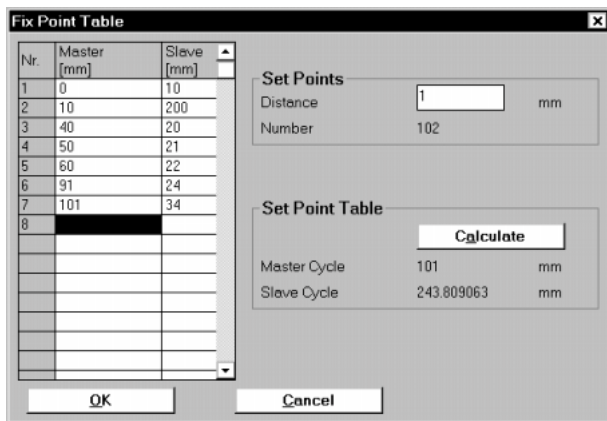 Fix Point Table
Nr. Master [mm] Slave [mm]
1 0 10
2 10 200
3 40 20
4 50 21
5 60 22
6 91 24
7 101 34
8
Set Points
Distance 1 mm
Number 102
Set Point Table
Calculate
Master Cycle 101 mm
Slave Cycle 243.809063 mm
OK Cancel